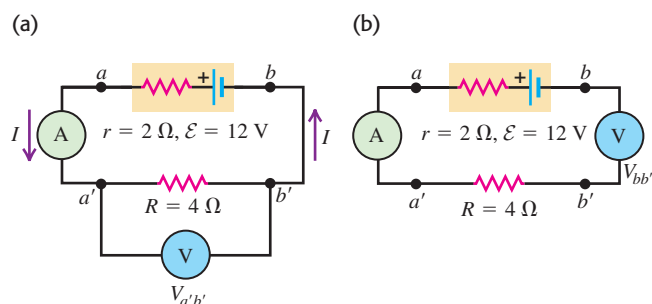 (a)
a
+
b
I
A
r = 2 Ω, ℰ = 12 V
I
a′
b′
R = 4 Ω
V
V_{a′b′}
(b)
a
+
b
A
r = 2 Ω, ℰ = 12 V
V
V_{bb′}
a′
b′
R = 4 Ω